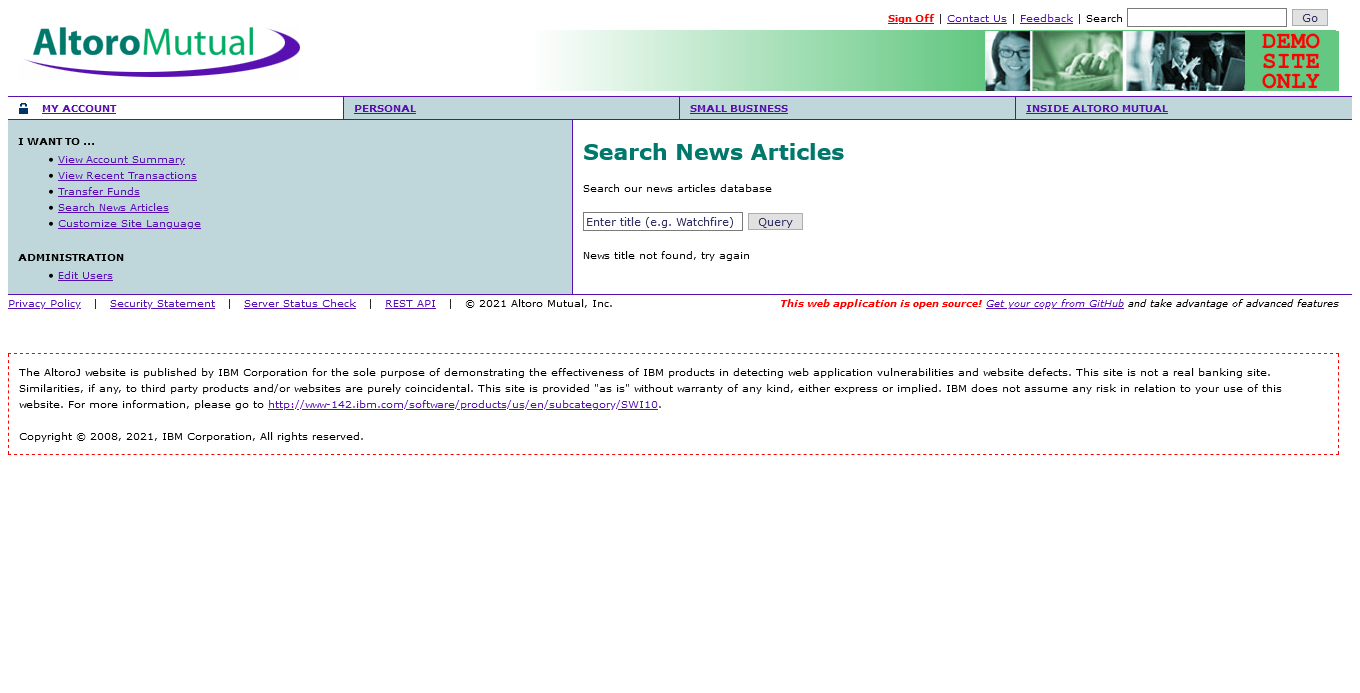 Sign Off | Contact Us | Feedback | Search Go
AltoroMutual
DEMO
SITE
ONLY
MY ACCOUNT PERSONAL SMALL BUSINESS INSIDE ALTORO MUTUAL
I WANT TO ...
• View Account Summary
• View Recent Transactions
• Transfer Funds
• Search News Articles
• Customize Site Language
ADMINISTRATION
• Edit Users
Search News Articles
Search our news articles database
Enter title (e.g. Watchfire) Query
News title not found, try again
Privacy Policy | Security Statement | Server Status Check | REST API | © 2021 Altoro Mutual, Inc. This web application is open source! Get your copy from GitHub and take advantage of advanced features
The AltoroJ website is published by IBM Corporation for the sole purpose of demonstrating the effectiveness of IBM products in detecting web application vulnerabilities and website defects. This site is not a real banking site.
Similarities, if any, to third party products and/or websites are purely coincidental. This site is provided "as is" without warranty of any kind, either express or implied. IBM does not assume any risk in relation to your use of this
website. For more information, please go to http://www-142.ibm.com/software/products/us/en/subcategory/SWI10.
Copyright © 2008, 2021, IBM Corporation, All rights reserved.